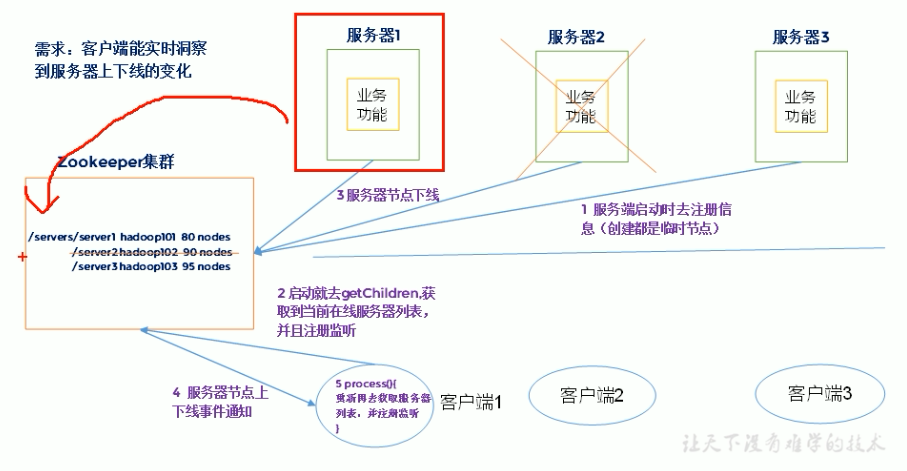 需求：客户端能实时洞察
到服务器上下线的变化
服务器1
服务器2
服务器3
业务
功能
业务
功能
业务
功能
Zookeeper集群
3 服务器节点下线
1 服务端启动时去注册信
息（创建都是临时节点）
/servers/server1 hadoop101 80 nodes
/server2 hadoop102 90 nodes
/server3 hadoop103 95 nodes
2 启动就去getChildren,获
取到当前在线服务器列表，
并且注册监听
4 服务器节点上
下线事件通知
5 process(){
重新再去获取服务器
列表，并注册监听
}
客户端1
客户端2
客户端3
让天下没有难学的技术